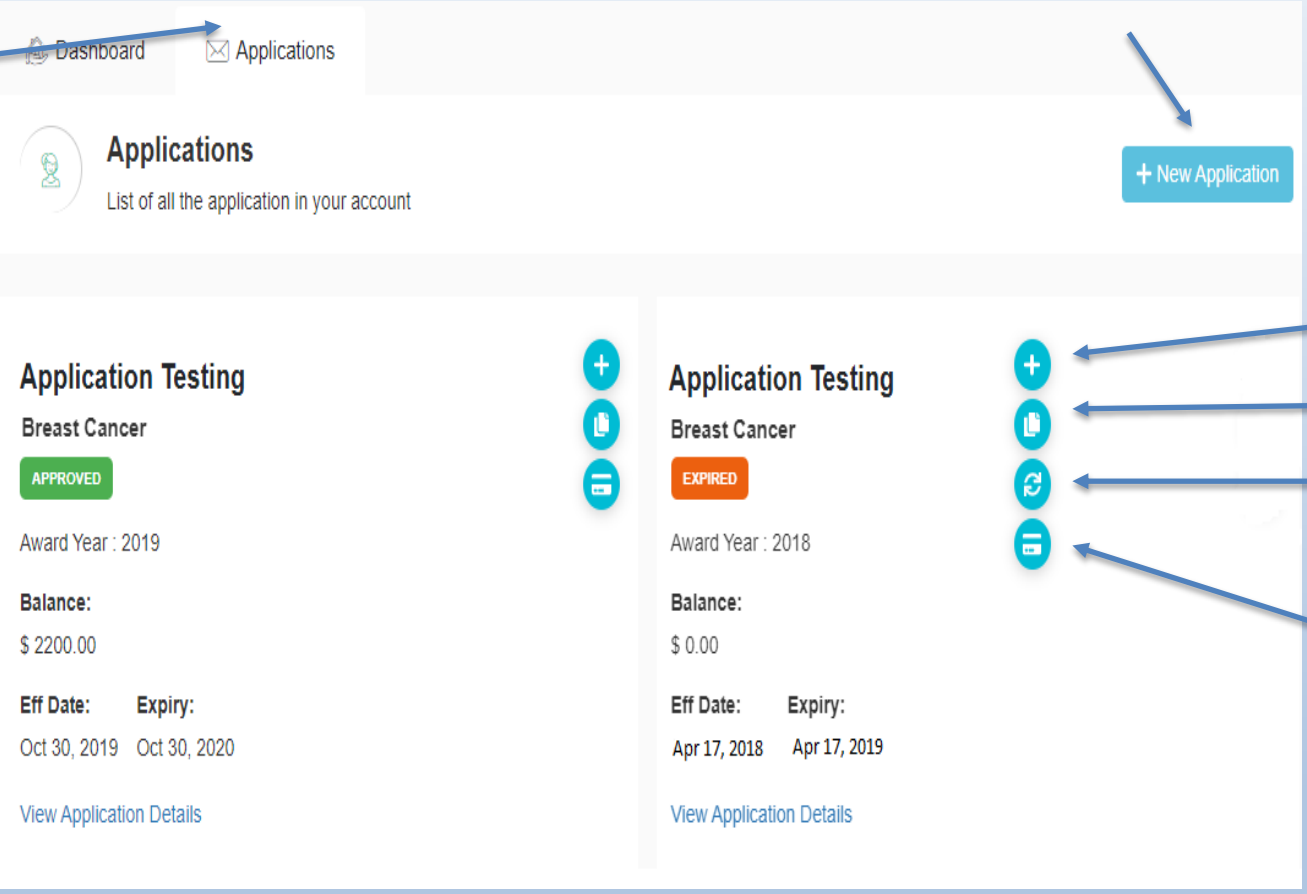 Dashboard
Applications
Applications
List of all the application in your account
+ New Application
Application Testing
Breast Cancer
APPROVED
Award Year : 2019
Balance:
$ 2200.00
Eff Date: Expiry:
Oct 30, 2019 Oct 30, 2020
View Application Details
Application Testing
Breast Cancer
EXPIRED
Award Year : 2018
Balance:
$ 0.00
Eff Date: Expiry:
Apr 17, 2018 Apr 17, 2019
View Application Details